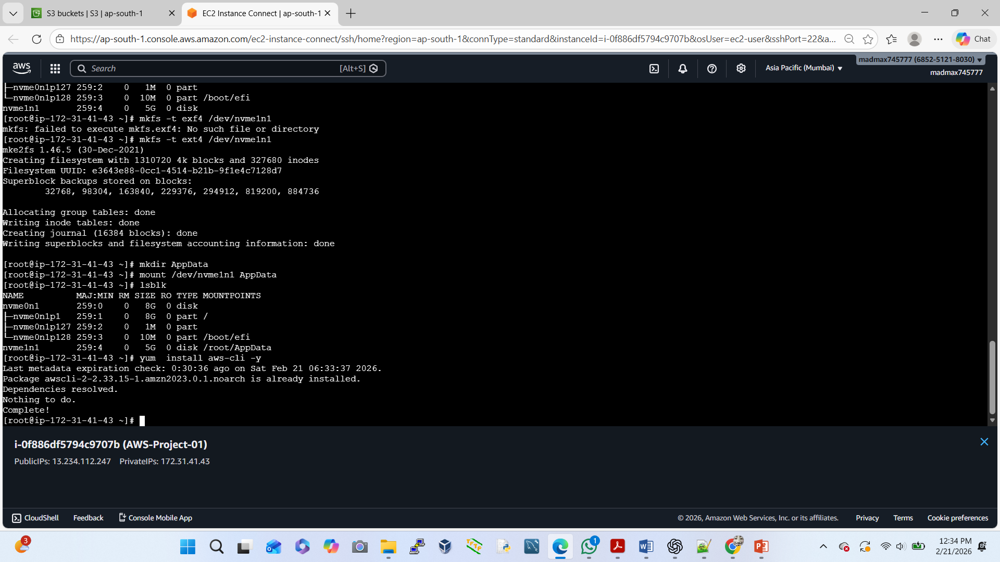 S3 buckets | S3 | ap-south-1
EC2 Instance Connect | ap-south-1
https://ap-south-1.console.aws.amazon.com/ec2-instance-connect/ssh/home?region=ap-south-1&connType=standard&instanceId=i-0f886df5794c9707b&osUser=ec2-user&sshPort=22&a...
Chat
aws
Search
[Alt+S]
Asia Pacific (Mumbai)
madmax745777 (6852-5121-8030)
madmax745777
├─nvme0n1p127 259:2    0   1M  0 part
└─nvme0n1p128 259:3    0  10M  0 part /boot/efi
nvme1n1       259:4    0   5G  0 disk
[root@ip-172-31-41-43 ~]# mkfs -t exf4 /dev/nvme1n1
mkfs: failed to execute mkfs.exf4: No such file or directory
[root@ip-172-31-41-43 ~]# mkfs -t ext4 /dev/nvme1n1
mke2fs 1.46.5 (30-Dec-2021)
Creating filesystem with 1310720 4k blocks and 327680 inodes
Filesystem UUID: e3643e88-0cc1-4514-b21b-9f1e4c7128d7
Superblock backups stored on blocks:
        32768, 98304, 163840, 229376, 294912, 819200, 884736
Allocating group tables: done
Writing inode tables: done
Creating journal (16384 blocks): done
Writing superblocks and filesystem accounting information: done
[root@ip-172-31-41-43 ~]# mkdir AppData
[root@ip-172-31-41-43 ~]# mount /dev/nvme1n1 AppData
[root@ip-172-31-41-43 ~]# lsblk
NAME          MAJ:MIN RM SIZE RO TYPE MOUNTPOINTS
nvme0n1       259:0    0   8G  0 disk
├─nvme0n1p1   259:1    0   8G  0 part /
├─nvme0n1p127 259:2    0   1M  0 part
└─nvme0n1p128 259:3    0  10M  0 part /boot/efi
nvme1n1       259:4    0   5G  0 disk /root/AppData
[root@ip-172-31-41-43 ~]# yum  install aws-cli -y
Last metadata expiration check: 0:30:36 ago on Sat Feb 21 06:33:37 2026.
Package awscli-2-2.33.15-1.amzn2023.0.1.noarch is already installed.
Dependencies resolved.
Nothing to do.
Complete!
[root@ip-172-31-41-43 ~]#
i-0f886df5794c9707b (AWS-Project-01)
PublicIPs: 13.234.112.247    PrivateIPs: 172.31.41.43
CloudShell
Feedback
Console Mobile App
© 2026, Amazon Web Services, Inc. or its affiliates.
Privacy
Terms
Cookie preferences
3
TFTP
1
12:34 PM
2/21/2026